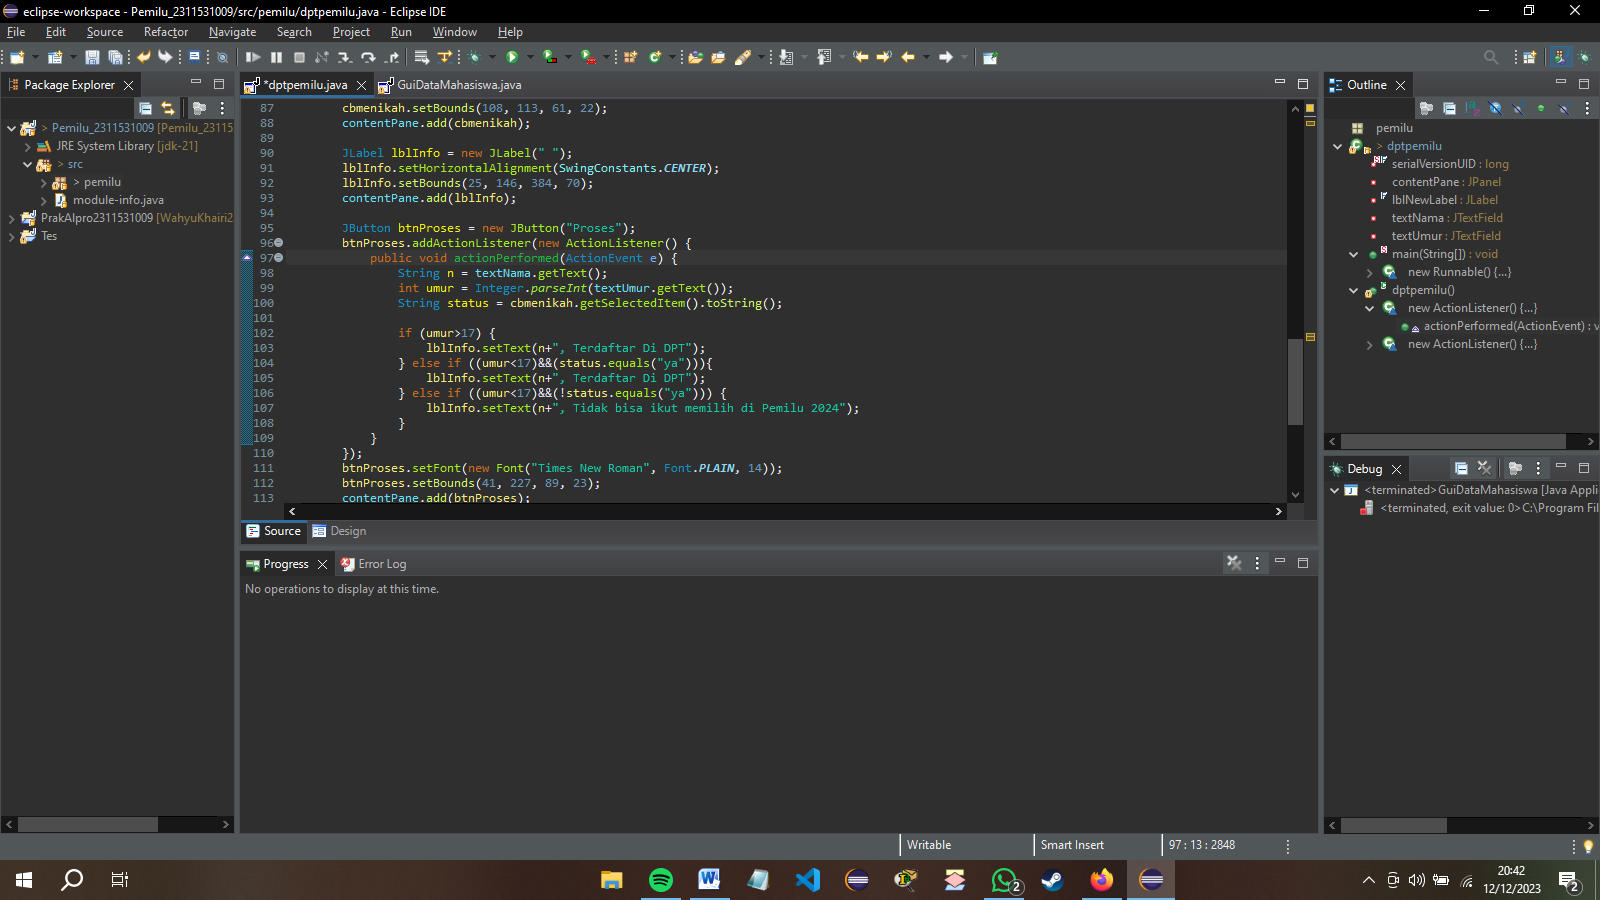 eclipse-workspace - Pemilu_2311531009/src/pemilu/dptpemilu.java - Eclipse IDE
File Edit Source Refactor Navigate Search Project Run Window Help
Package Explorer
> Pemilu_2311531009 [Pemilu_23115
JRE System Library [jdk-21]
> src
> pemilu
module-info.java
PrakAlpro2311531009 [WahyuKhairi2
Tes
*dptpemilu.java
GuiDataMahasiswa.java
87 cbmenikah.setBounds(108, 113, 61, 22);
88 contentPane.add(cbmenikah);
89
90 JLabel lblInfo = new JLabel(" ");
91 lblInfo.setHorizontalAlignment(SwingConstants.CENTER);
92 lblInfo.setBounds(25, 146, 384, 70);
93 contentPane.add(lblInfo);
94
95 JButton btnProses = new JButton("Proses");
96 btnProses.addActionListener(new ActionListener() {
97 public void actionPerformed(ActionEvent e) {
98 String n = textNama.getText();
99 int umur = Integer.parseInt(textUmur.getText());
100 String status = cbmenikah.getSelectedItem().toString();
101
102 if (umur>17) {
103 lblInfo.setText(n+", Terdaftar Di DPT");
104 } else if ((umur<17)&&(status.equals("ya"))){
105 lblInfo.setText(n+", Terdaftar Di DPT");
106 } else if ((umur<17)&&(!status.equals("ya"))) {
107 lblInfo.setText(n+", Tidak bisa ikut memilih di Pemilu 2024");
108 }
109 }
110 });
111 btnProses.setFont(new Font("Times New Roman", Font.PLAIN, 14));
112 btnProses.setBounds(41, 227, 89, 23);
113 contentPane.add(btnProses);
Source Design
Progress
Error Log
No operations to display at this time.
Outline
pemilu
> dptpemilu
serialVersionUID : long
contentPane : JPanel
lblNewLabel : JLabel
textNama : JTextField
textUmur : JTextField
main(String[]) : void
new Runnable() {...}
dptpemilu()
new ActionListener() {...}
actionPerformed(ActionEvent) : v
new ActionListener() {...}
Debug
<terminated>GuiDataMahasiswa [Java Appli
<terminated, exit value: 0>C:\Program Fil
Writable
Smart Insert
97 : 13 : 2848
2
20:42
12/12/2023
2